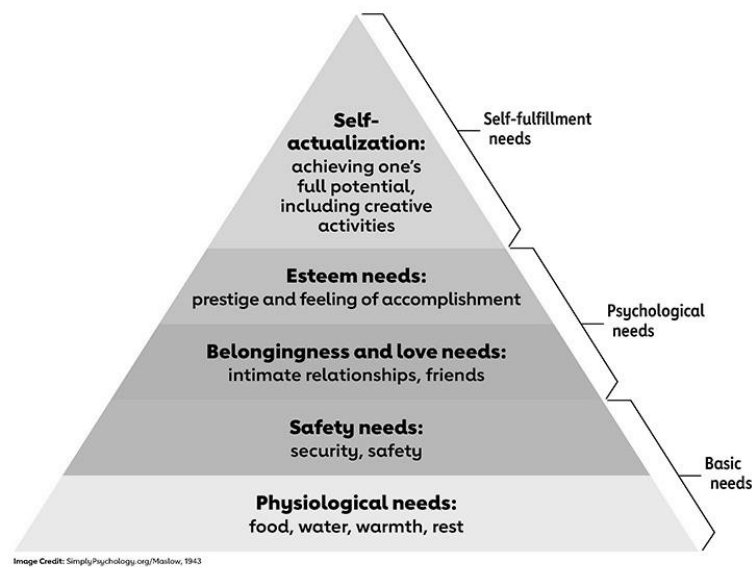 Self-
actualization:
achieving one's
full potential,
including creative
activities
Self-fulfillment
needs
Esteem needs:
prestige and feeling of accomplishment
Psychological
needs
Belongingness and love needs:
intimate relationships, friends
Safety needs:
security, safety
Basic
needs
Physiological needs:
food, water, warmth, rest
Image Credit: SimplyPsychology.org/Maslow, 1943